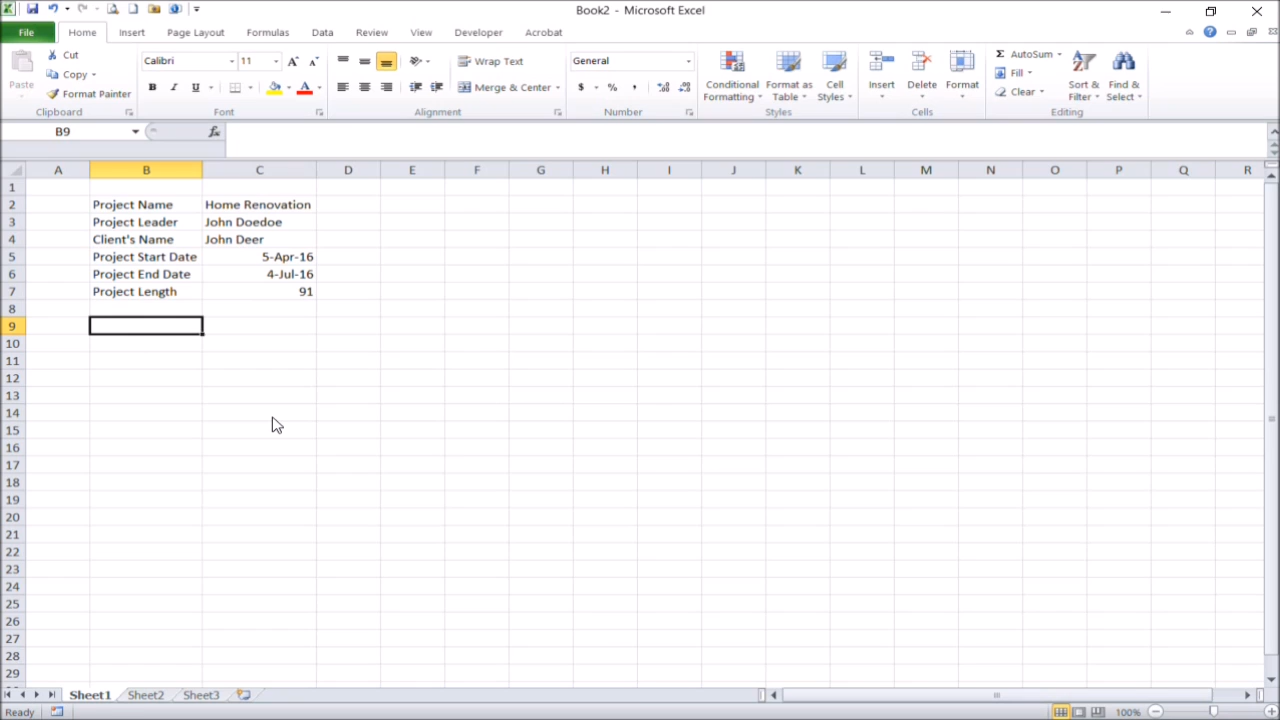 Book2 - Microsoft Excel
File Home Insert Page Layout Formulas Data Review View Developer Acrobat
Paste Cut Copy Format Painter Clipboard
Calibri 11 B I U A Font
Wrap Text Merge & Center Alignment
General $ % , Number
Conditional Formatting Format as Table Cell Styles Styles
Insert Delete Format Cells
Σ AutoSum Fill Clear Sort & Filter Find & Select Editing
B9 fx
A B C D E F G H I J K L M N O P Q R
1
2 Project Name Home Renovation
3 Project Leader John Doedoe
4 Client's Name John Deer
5 Project Start Date 5-Apr-16
6 Project End Date 4-Jul-16
7 Project Length 91
8
9
10
11
12
13
14
15
16
17
18
19
20
21
22
23
24
25
26
27
28
29
Sheet1 Sheet2 Sheet3
Ready 100%